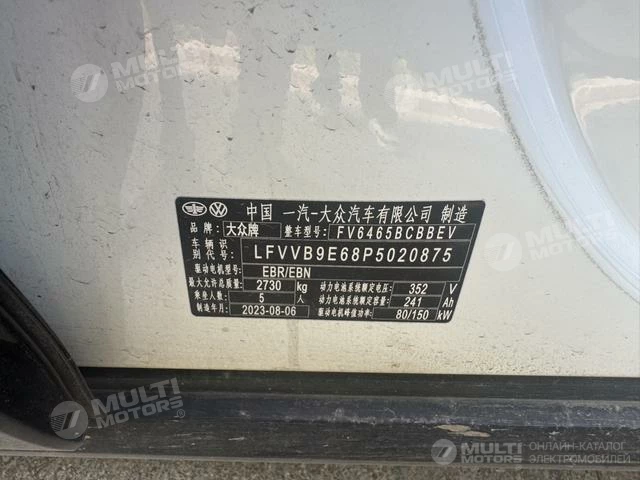 中国 一汽-大众汽车有限公司 制造
品牌: 大众牌 整车型号: FV6465BCBBEV
车辆识别代号: LFVVB9E68P5020875
驱动电机型号: EBR/EBN
最大允许总质量: 2730 kg 动力电池系统额定电压: 352 V
乘坐人数: 5 人 动力电池系统额定容量: 241 Ah
制造年月: 2023-08-06 驱动电机峰值功率: 80/150 kW
MULTI MOTORS
MULTI MOTORS
MULTI MOTORS
MULTI MOTORS ОНЛАЙН-КАТАЛОГ ЭЛЕКТРОМОБИЛЕЙ